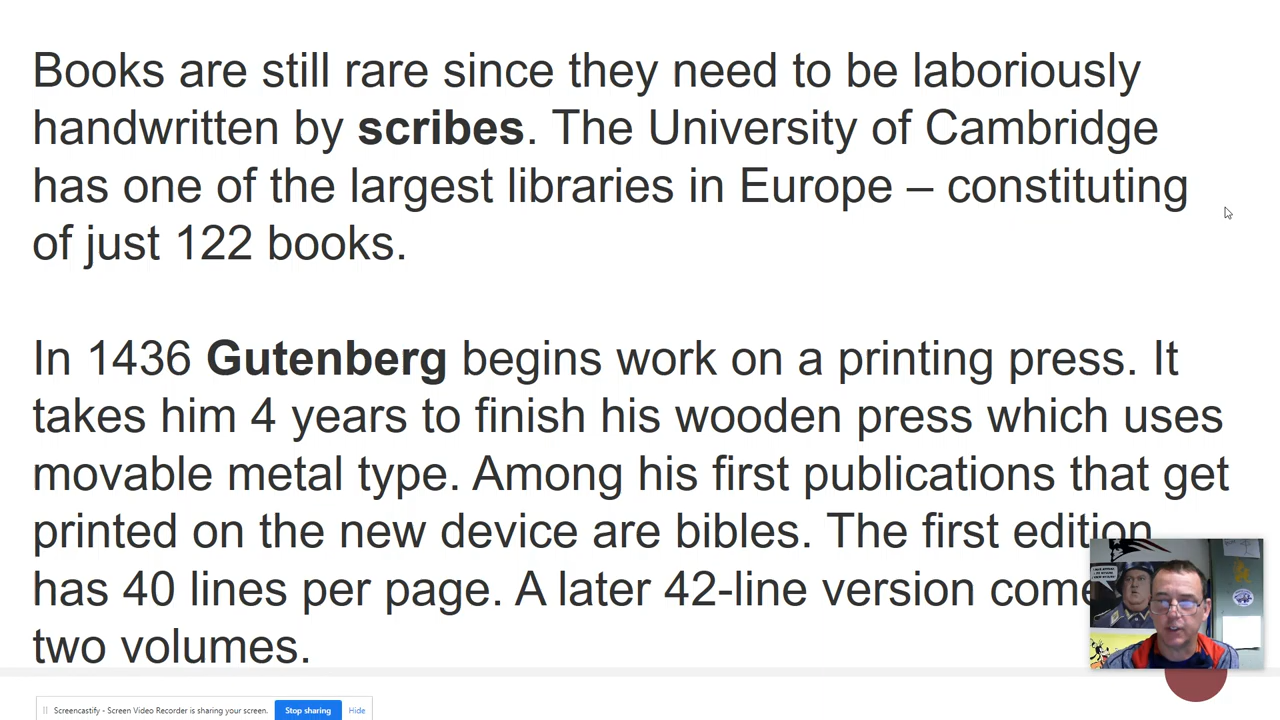 Books are still rare since they need to be laboriously
handwritten by scribes. The University of Cambridge
has one of the largest libraries in Europe – constituting
of just 122 books.
In 1436 Gutenberg begins work on a printing press. It
takes him 4 years to finish his wooden press which uses
movable metal type. Among his first publications that get
printed on the new device are bibles. The first edition
has 40 lines per page. A later 42-line version come
two volumes.
Screencastify - Screen Video Recorder is sharing your screen. Stop sharing Hide